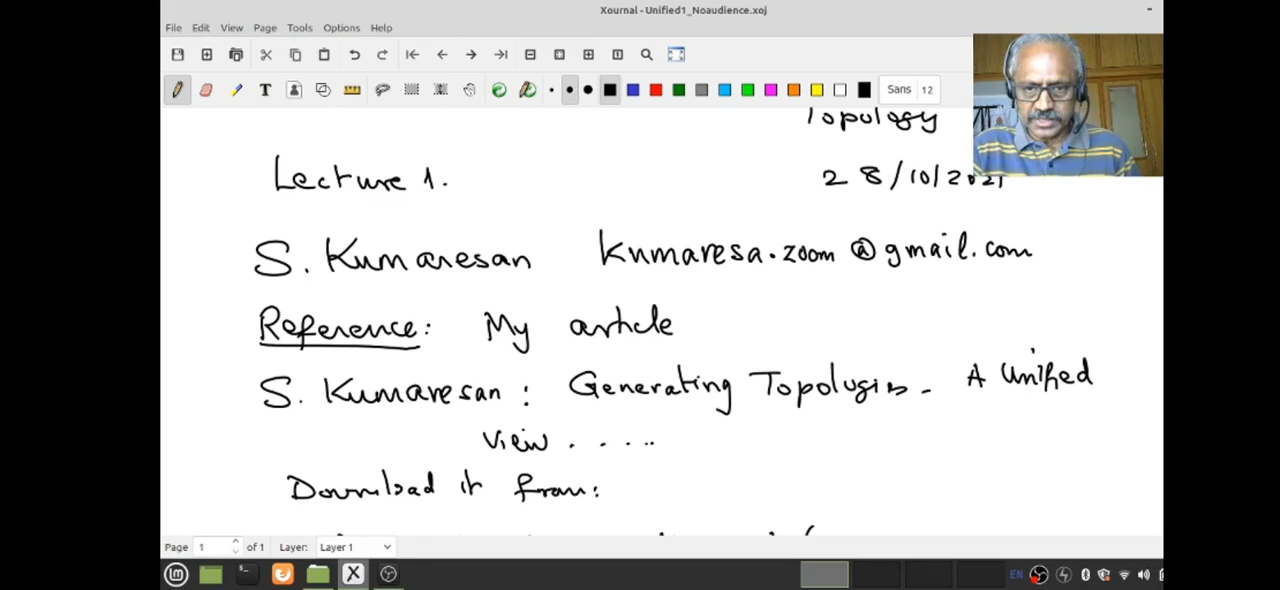 Xournal - Unified1_Noaudience.xoj
File Edit View Page Tools Options Help
Sans 12
Topology
Lecture 1.
28/10/2021
S. Kumaresan kumaresa.zoom@gmail.com
Reference: My article
S. Kumaresan: Generating Topologies - A Unified
View . . . . .
Download it from:
Page 1 of 1 Layer: Layer 1
EN